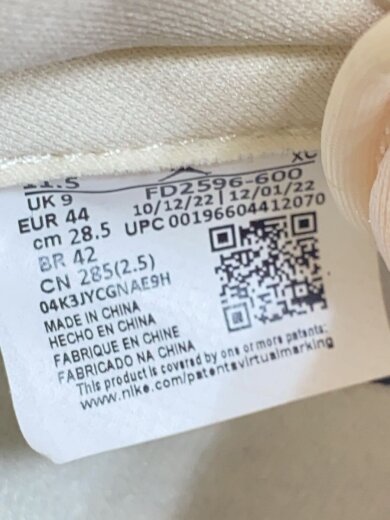 11.5 XC
UK 9 FD2596-600
EUR 44 10/12/22 | 12/01/22
cm 28.5 UPC 00196604412070
BR 42
CN 285(2.5)
04K3JYCGNAE9H
MADE IN CHINA
HECHO EN CHINA
FABRIQUE EN CHINE
FABRICADO NA CHINA
This product is covered by one or more patents:
www.nike.com/patentsvirtualmarking